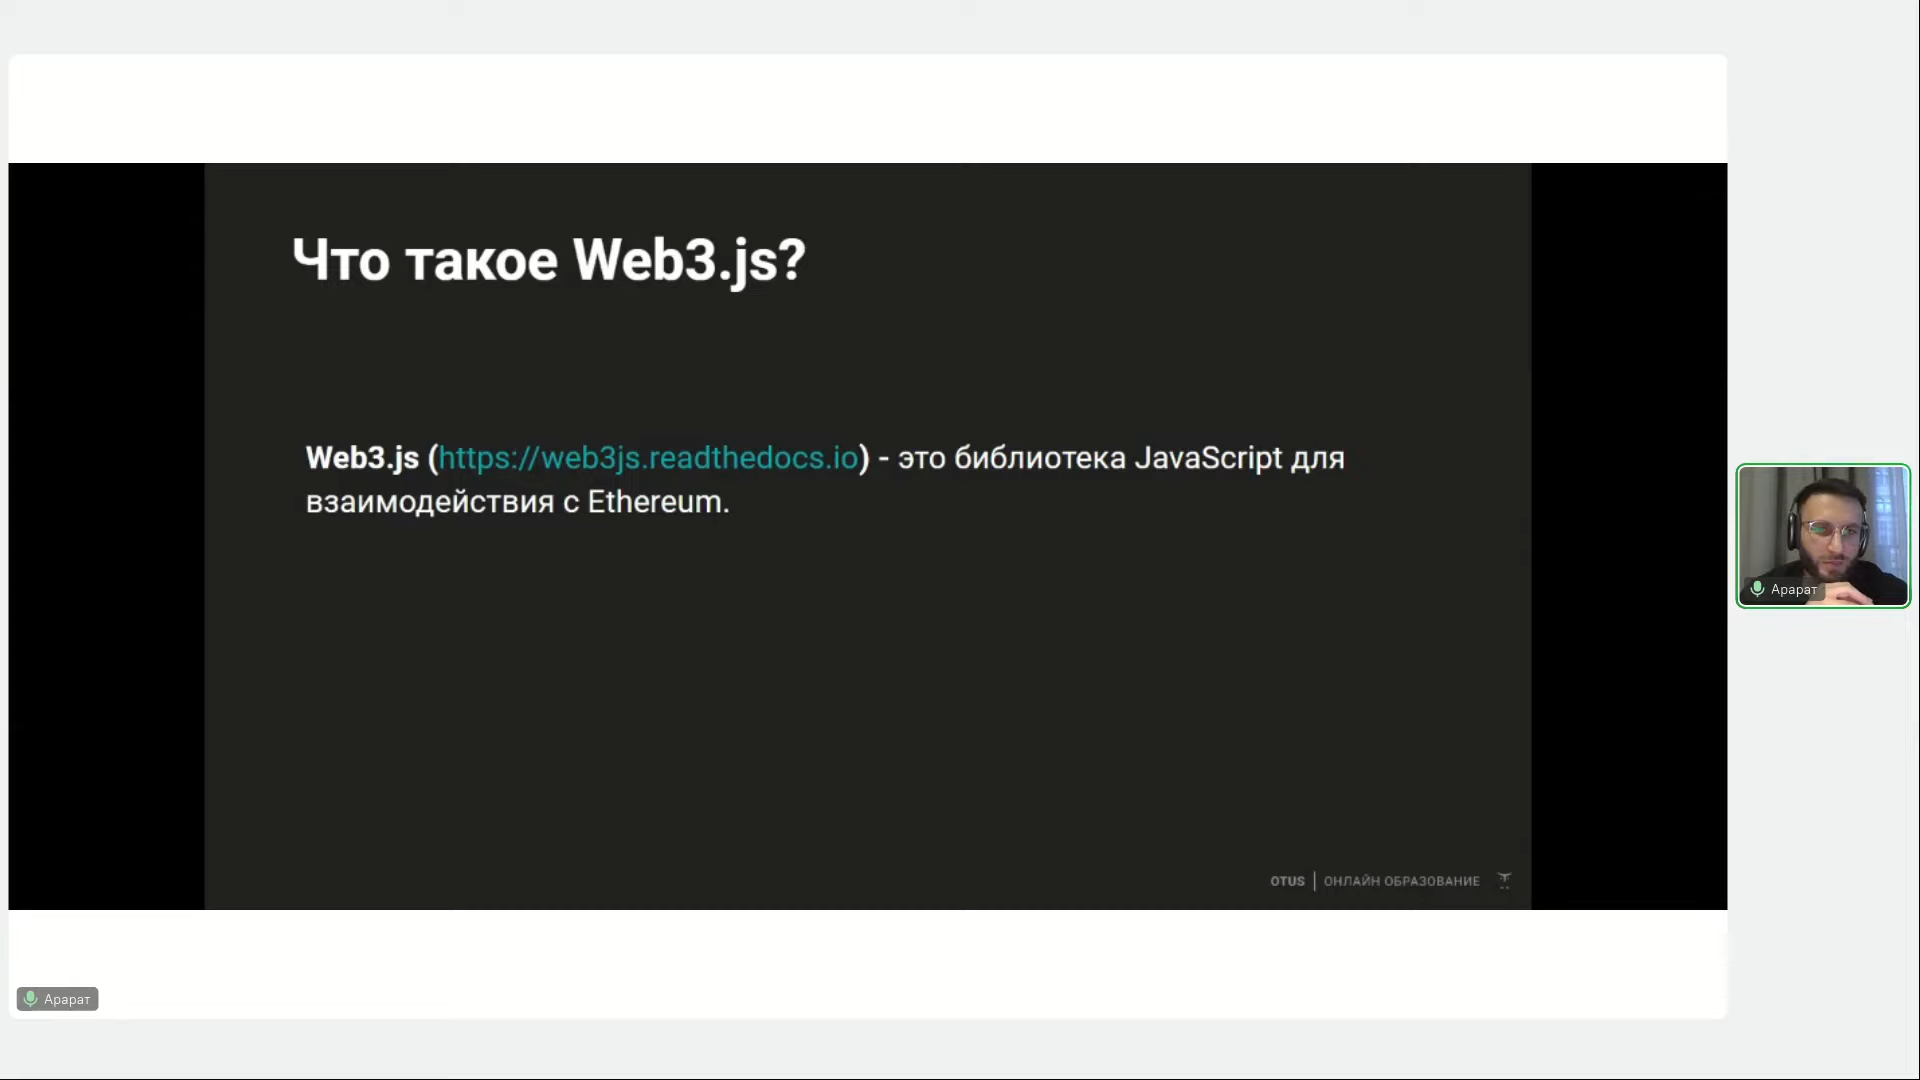 Что такое Web3.js?
Web3.js (https://web3js.readthedocs.io) - это библиотека JavaScript для
взаимодействия с Ethereum.
OTUS | ОНЛАЙН ОБРАЗОВАНИЕ
Арарат
Арарат